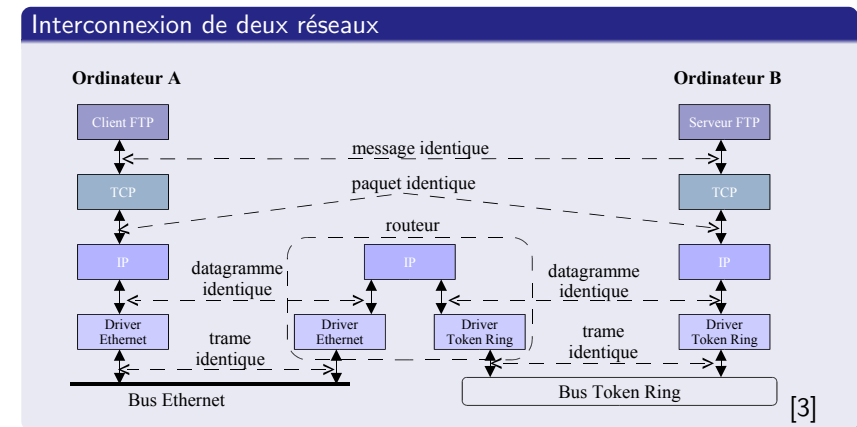 Interconnexion de deux réseaux
Ordinateur A
Ordinateur B
Client FTP
Serveur FTP
message identique
TCP
paquet identique
TCP
routeur
IP
IP
IP
datagramme
identique
datagramme
identique
Driver
Ethernet
trame
identique
Driver
Ethernet
Driver
Token Ring
trame
identique
Driver
Token Ring
Bus Ethernet
Bus Token Ring
[3]